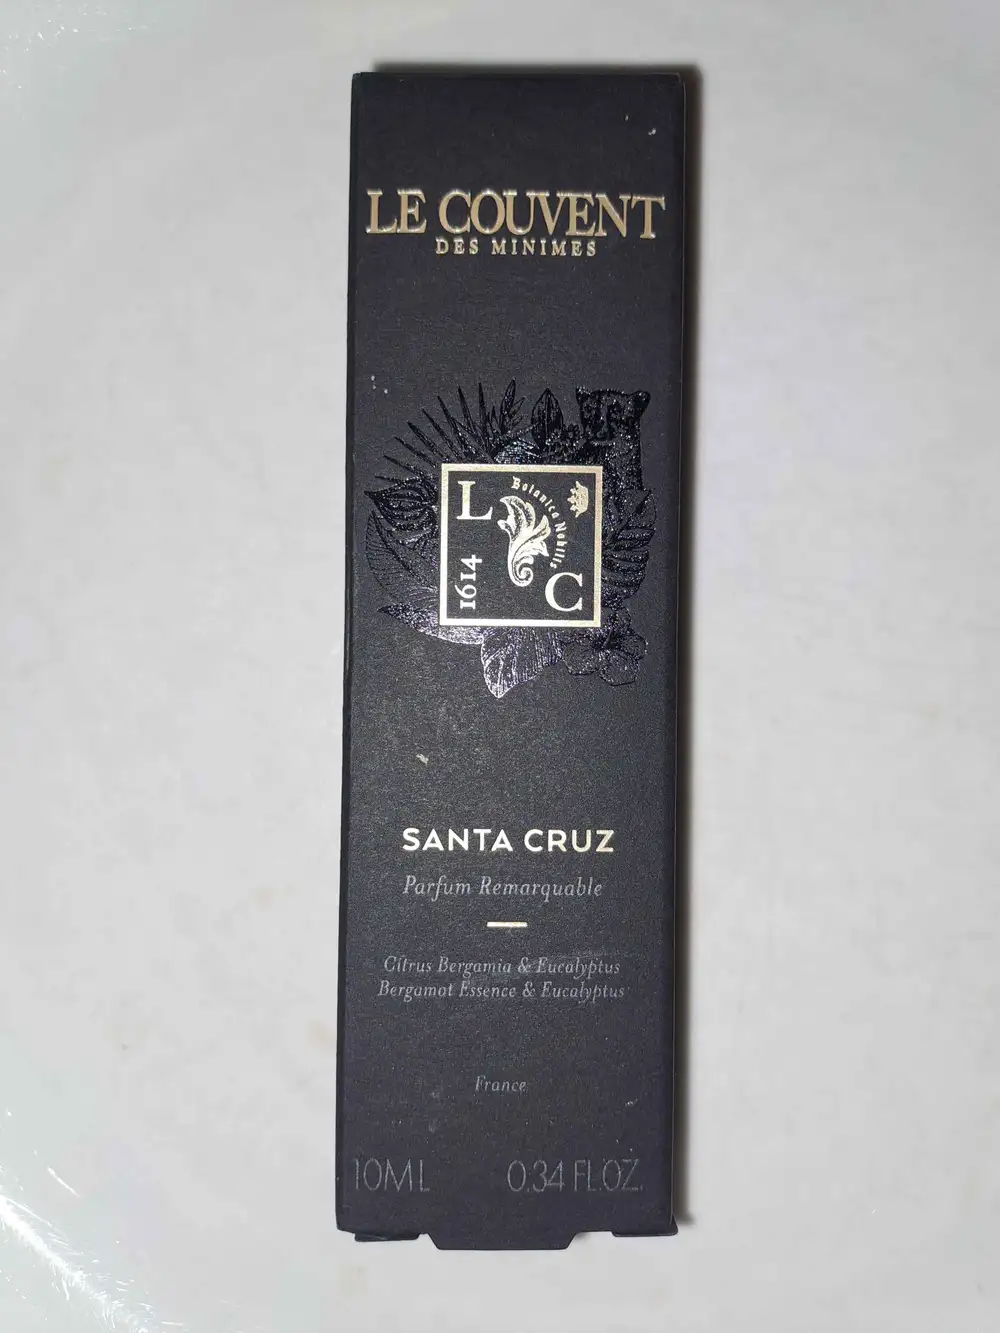 LE COUVENT
DES MINIMES
L
Botanica Nobilis
1614
C
SANTA CRUZ
Parfum Remarquable
Citrus Bergamia & Eucalyptus
Bergamot Essence & Eucalyptus
France
10ML 0.34 FL.OZ.